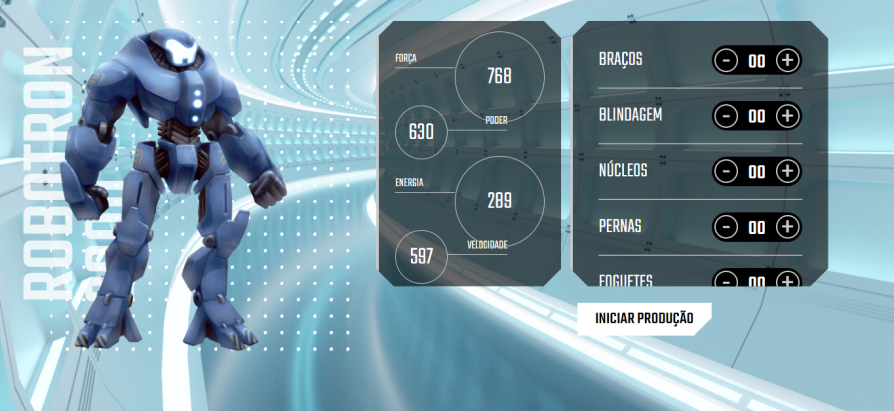 ROBOTRON
2000
FORÇA
768
630
PODER
ENERGIA
289
597
VELOCIDADE
BRAÇOS
- 00 +
BLINDAGEM
- 00 +
NÚCLEOS
- 00 +
PERNAS
- 00 +
FOGUETES
- 00 +
INICIAR PRODUÇÃO